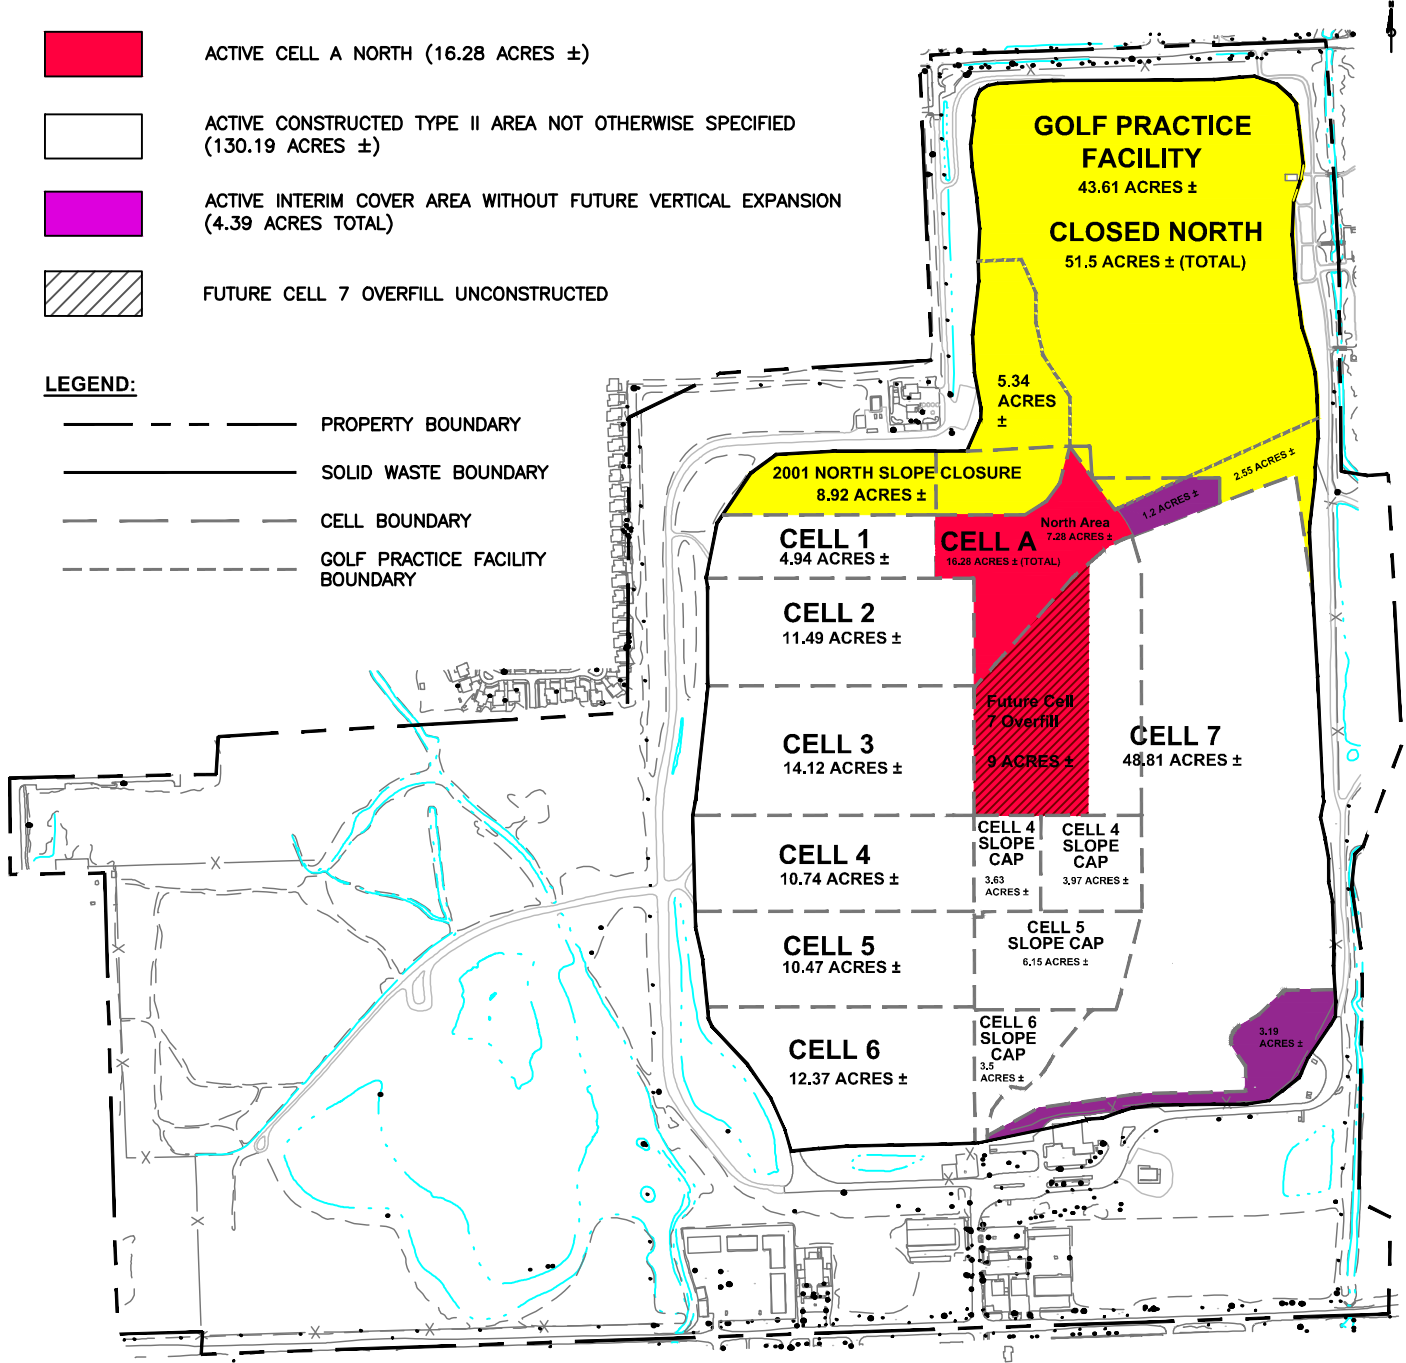 ACTIVE CELL A NORTH (16.28 ACRES ±)
ACTIVE CONSTRUCTED TYPE II AREA NOT OTHERWISE SPECIFIED
(130.19 ACRES ±)
ACTIVE INTERIM COVER AREA WITHOUT FUTURE VERTICAL EXPANSION
(4.39 ACRES TOTAL)
FUTURE CELL 7 OVERFILL UNCONSTRUCTED
LEGEND:
PROPERTY BOUNDARY
SOLID WASTE BOUNDARY
CELL BOUNDARY
GOLF PRACTICE FACILITY
BOUNDARY
N
GOLF PRACTICE
FACILITY
43.61 ACRES ±
CLOSED NORTH
51.5 ACRES ± (TOTAL)
5.34
ACRES
±
2001 NORTH SLOPE CLOSURE
8.92 ACRES ±
2.55 ACRES ±
1.2 ACRES ±
CELL 1
4.94 ACRES ±
North Area
7.28 ACRES ±
CELL A
16.28 ACRES ± (TOTAL)
CELL 2
11.49 ACRES ±
Future Cell
7 Overfill
9 ACRES ±
CELL 3
14.12 ACRES ±
CELL 7
48.81 ACRES ±
CELL 4
10.74 ACRES ±
CELL 4
SLOPE
CAP
3.63
ACRES ±
CELL 4
SLOPE
CAP
3.97 ACRES ±
CELL 5
10.47 ACRES ±
CELL 5
SLOPE CAP
6.15 ACRES ±
CELL 6
12.37 ACRES ±
CELL 6
SLOPE
CAP
3.5
ACRES ±
3.19
ACRES ±